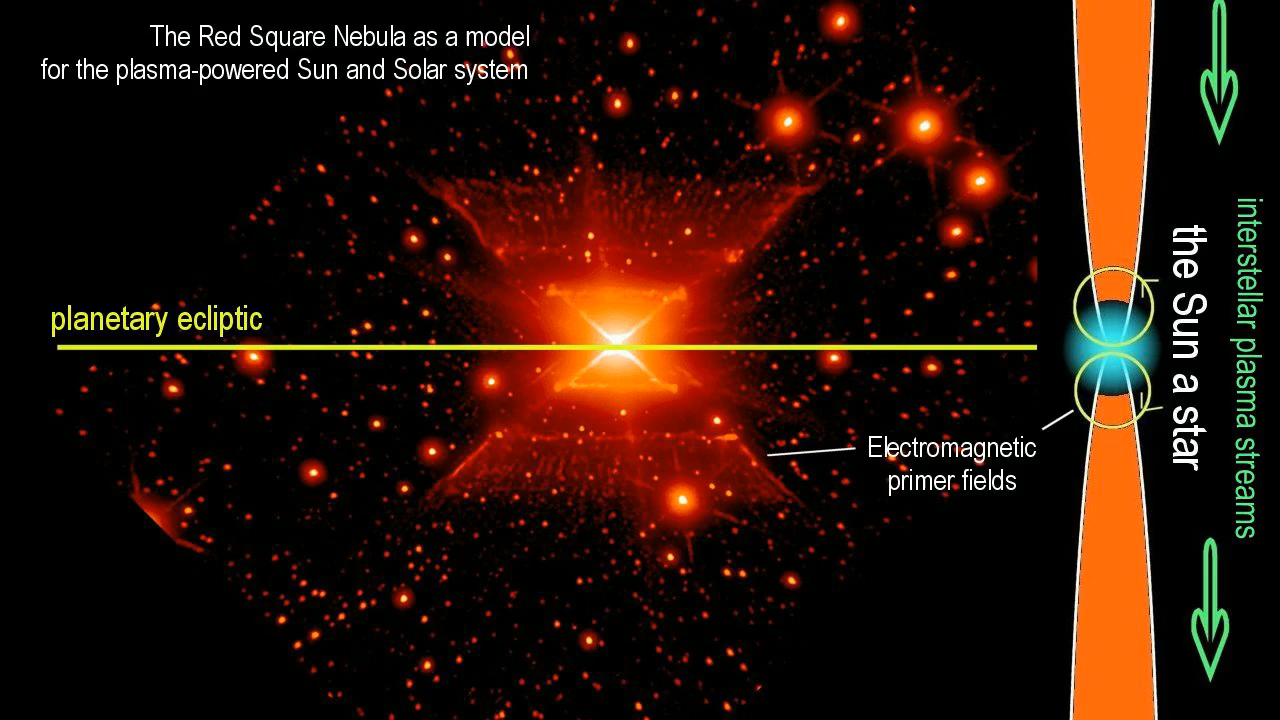 The Red Square Nebula as a model
for the plasma-powered Sun and Solar system
planetary ecliptic
Electromagnetic
primer fields
the Sun a star
interstellar plasma streams